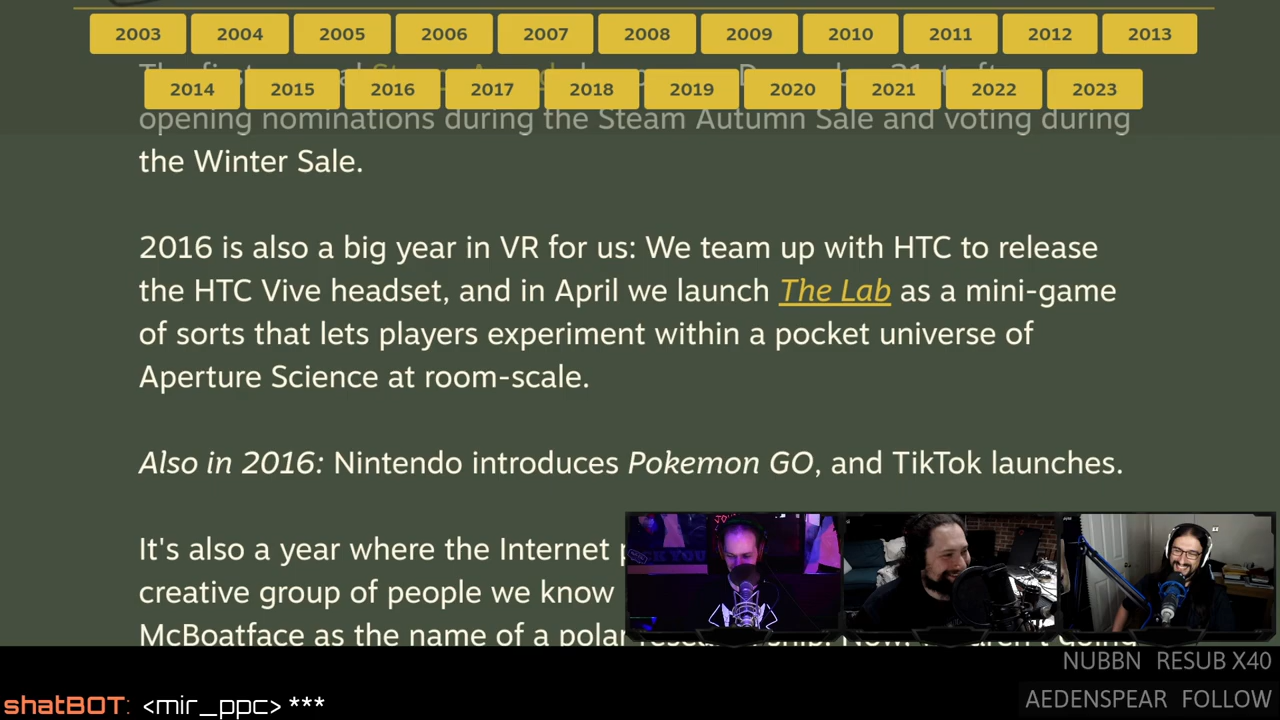 2003 2004 2005 2006 2007 2008 2009 2010 2011 2012 2013
2014 2015 2016 2017 2018 2019 2020 2021 2022 2023
opening nominations during the Steam Autumn Sale and voting during
the Winter Sale.
2016 is also a big year in VR for us: We team up with HTC to release
the HTC Vive headset, and in April we launch The Lab as a mini-game
of sorts that lets players experiment within a pocket universe of
Aperture Science at room-scale.
Also in 2016: Nintendo introduces Pokemon GO, and TikTok launches.
It's also a year where the Internet
creative group of people we know
McBoatface as the name of a polar
NUBBN RESUB X40
shatBOT: <mir_ppc> ***
AEDENSPEAR FOLLOW